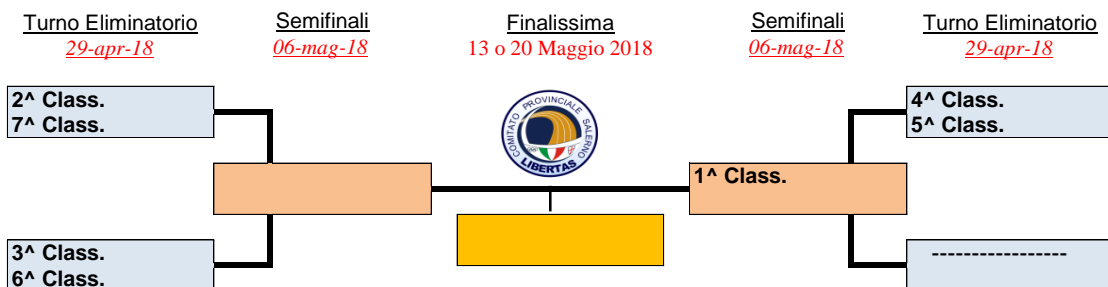 Turno Eliminatorio
29-apr-18
Semifinali
06-mag-18
Finalissima
13 o 20 Maggio 2018
Semifinali
06-mag-18
Turno Eliminatorio
29-apr-18
2^ Class.
7^ Class.
COMITATO PROVINCIALE SALERNO
LIBERTAS
4^ Class.
5^ Class.
1^ Class.
3^ Class.
6^ Class.
-----------------